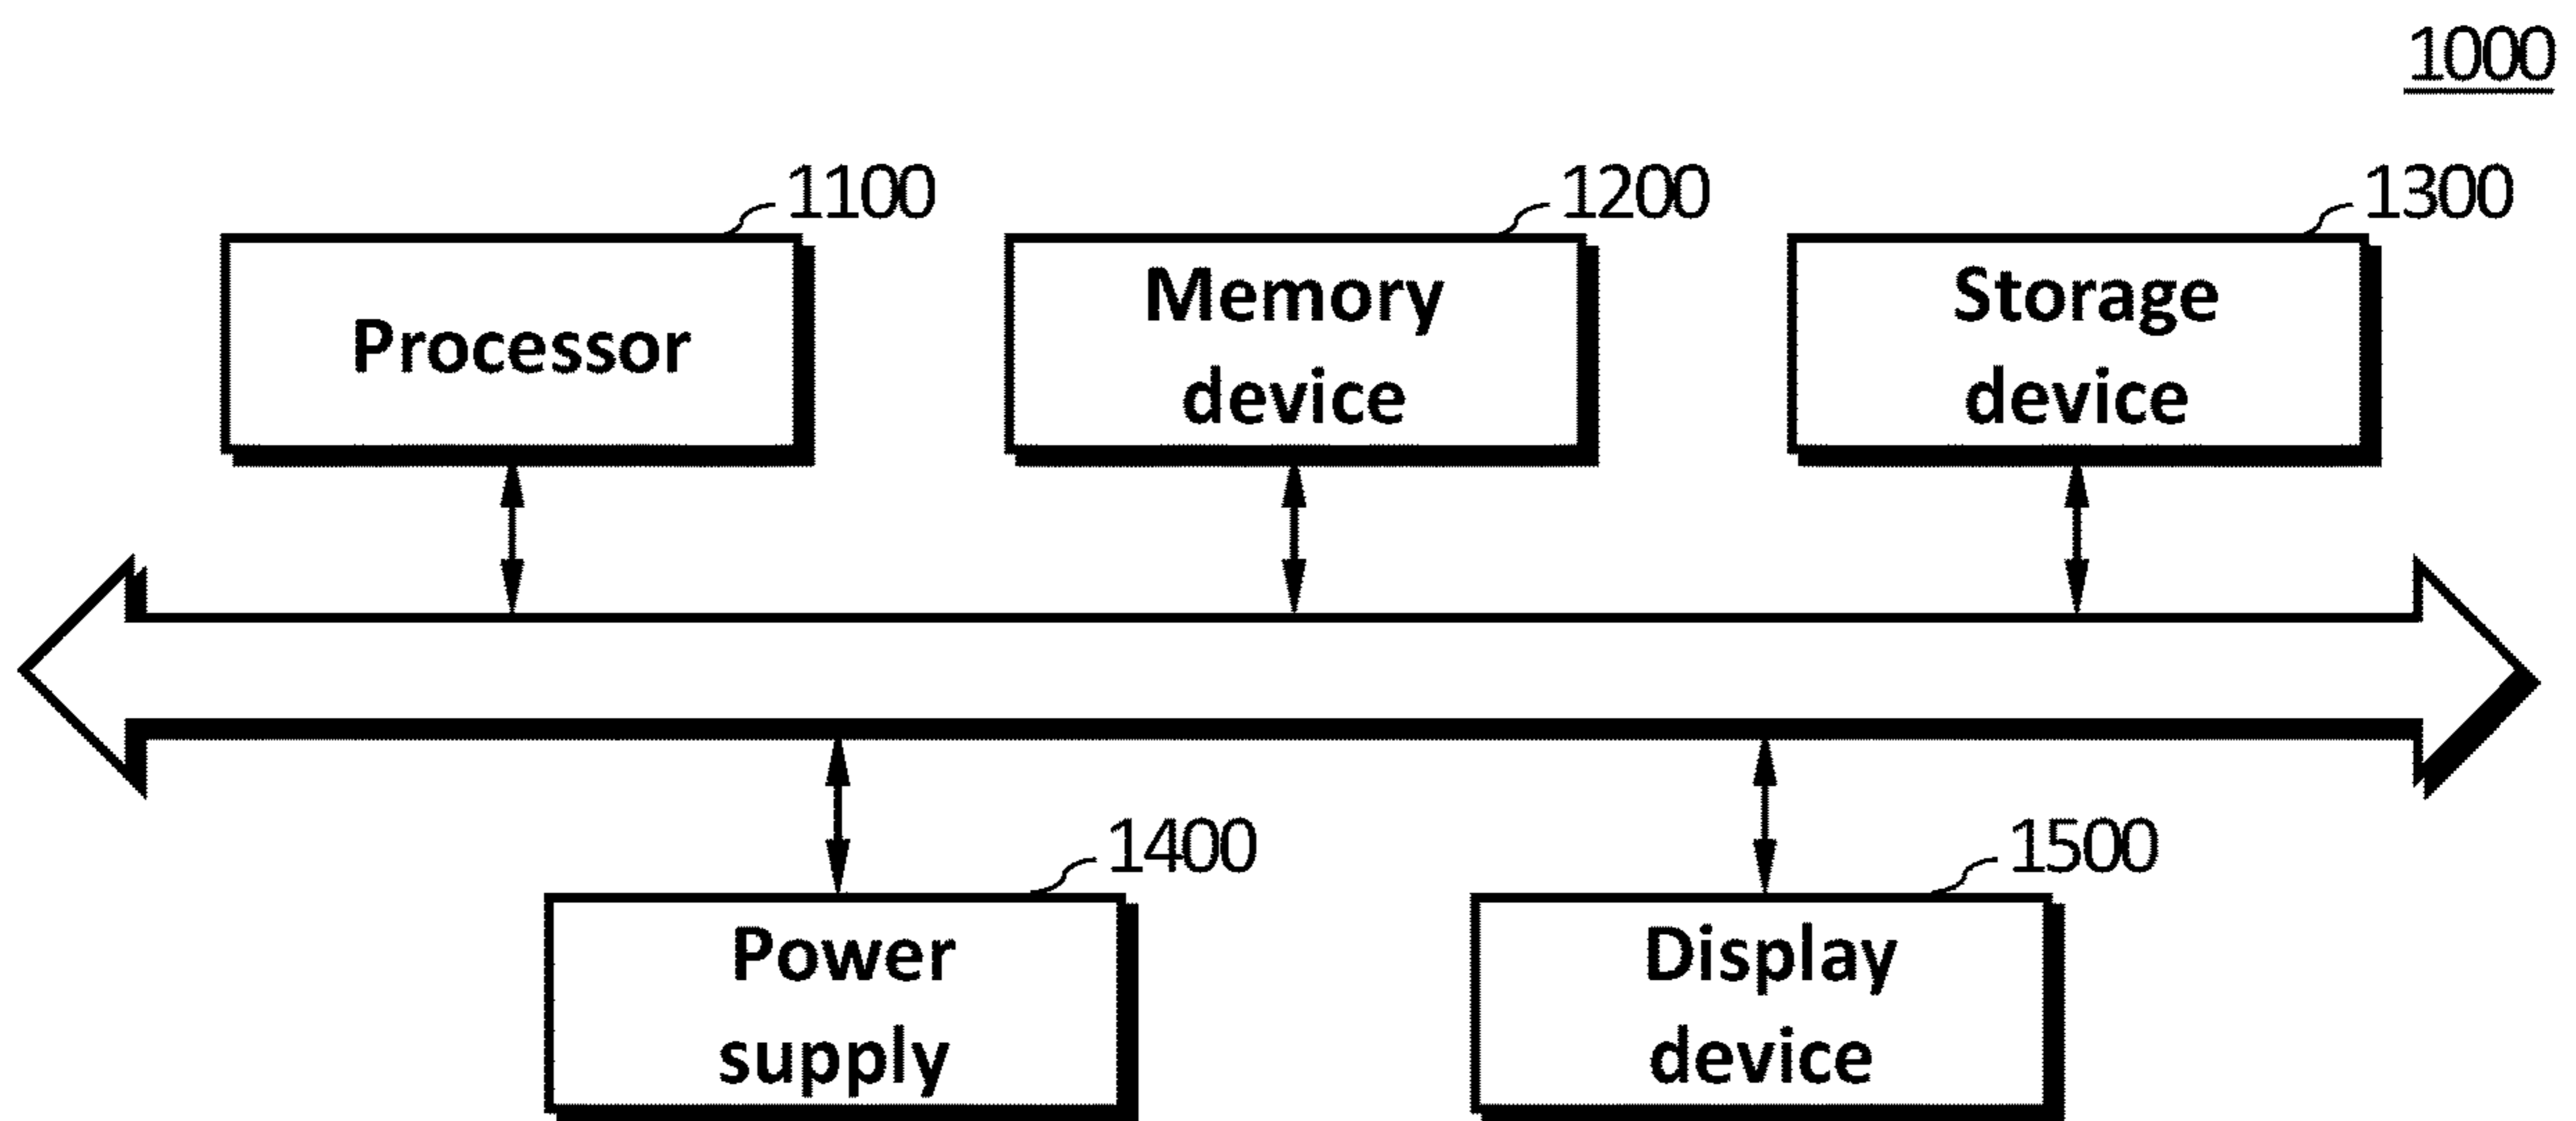 1000
1100
1200
1300
Processor
Memory
device
Storage
device
1400
1500
Power
supply
Display
device